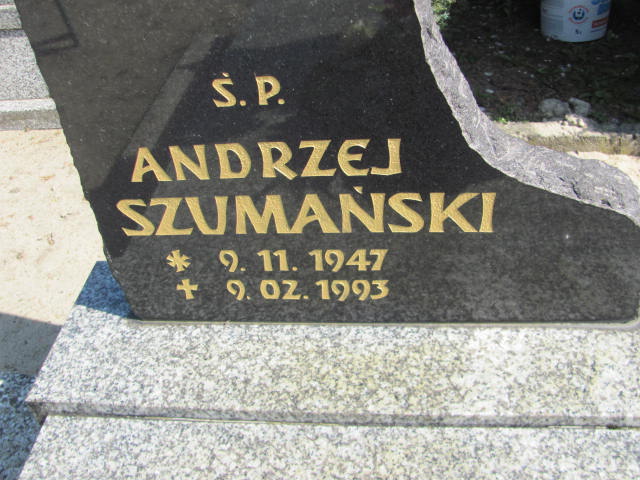 Ś. P.
ANDRZEJ
SZUMAŃSKI
* 9. 11. 1947
✝ 9. 02. 1993